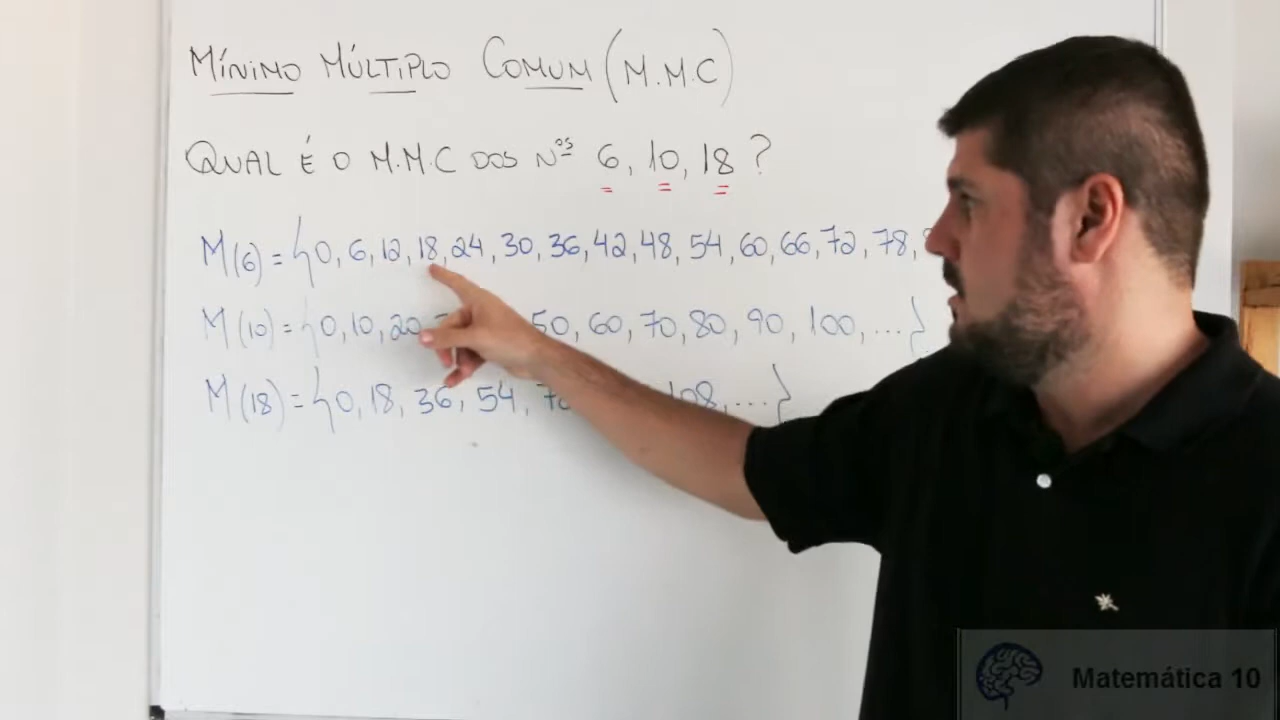 MÍNIMO MÚLTIPLO COMUM (M.M.C)
QUAL É O M.M.C DOS Nºs 6, 10, 18?
M(6) = {0, 6, 12, 18, 24, 30, 36, 42, 48, 54, 60, 66, 72, 78,
M(10) = {0, 10, 20, 50, 60, 70, 80, 90, 100, ...}
M(18) = {0, 18, 36, 54, 108, ...}
Matemática 10